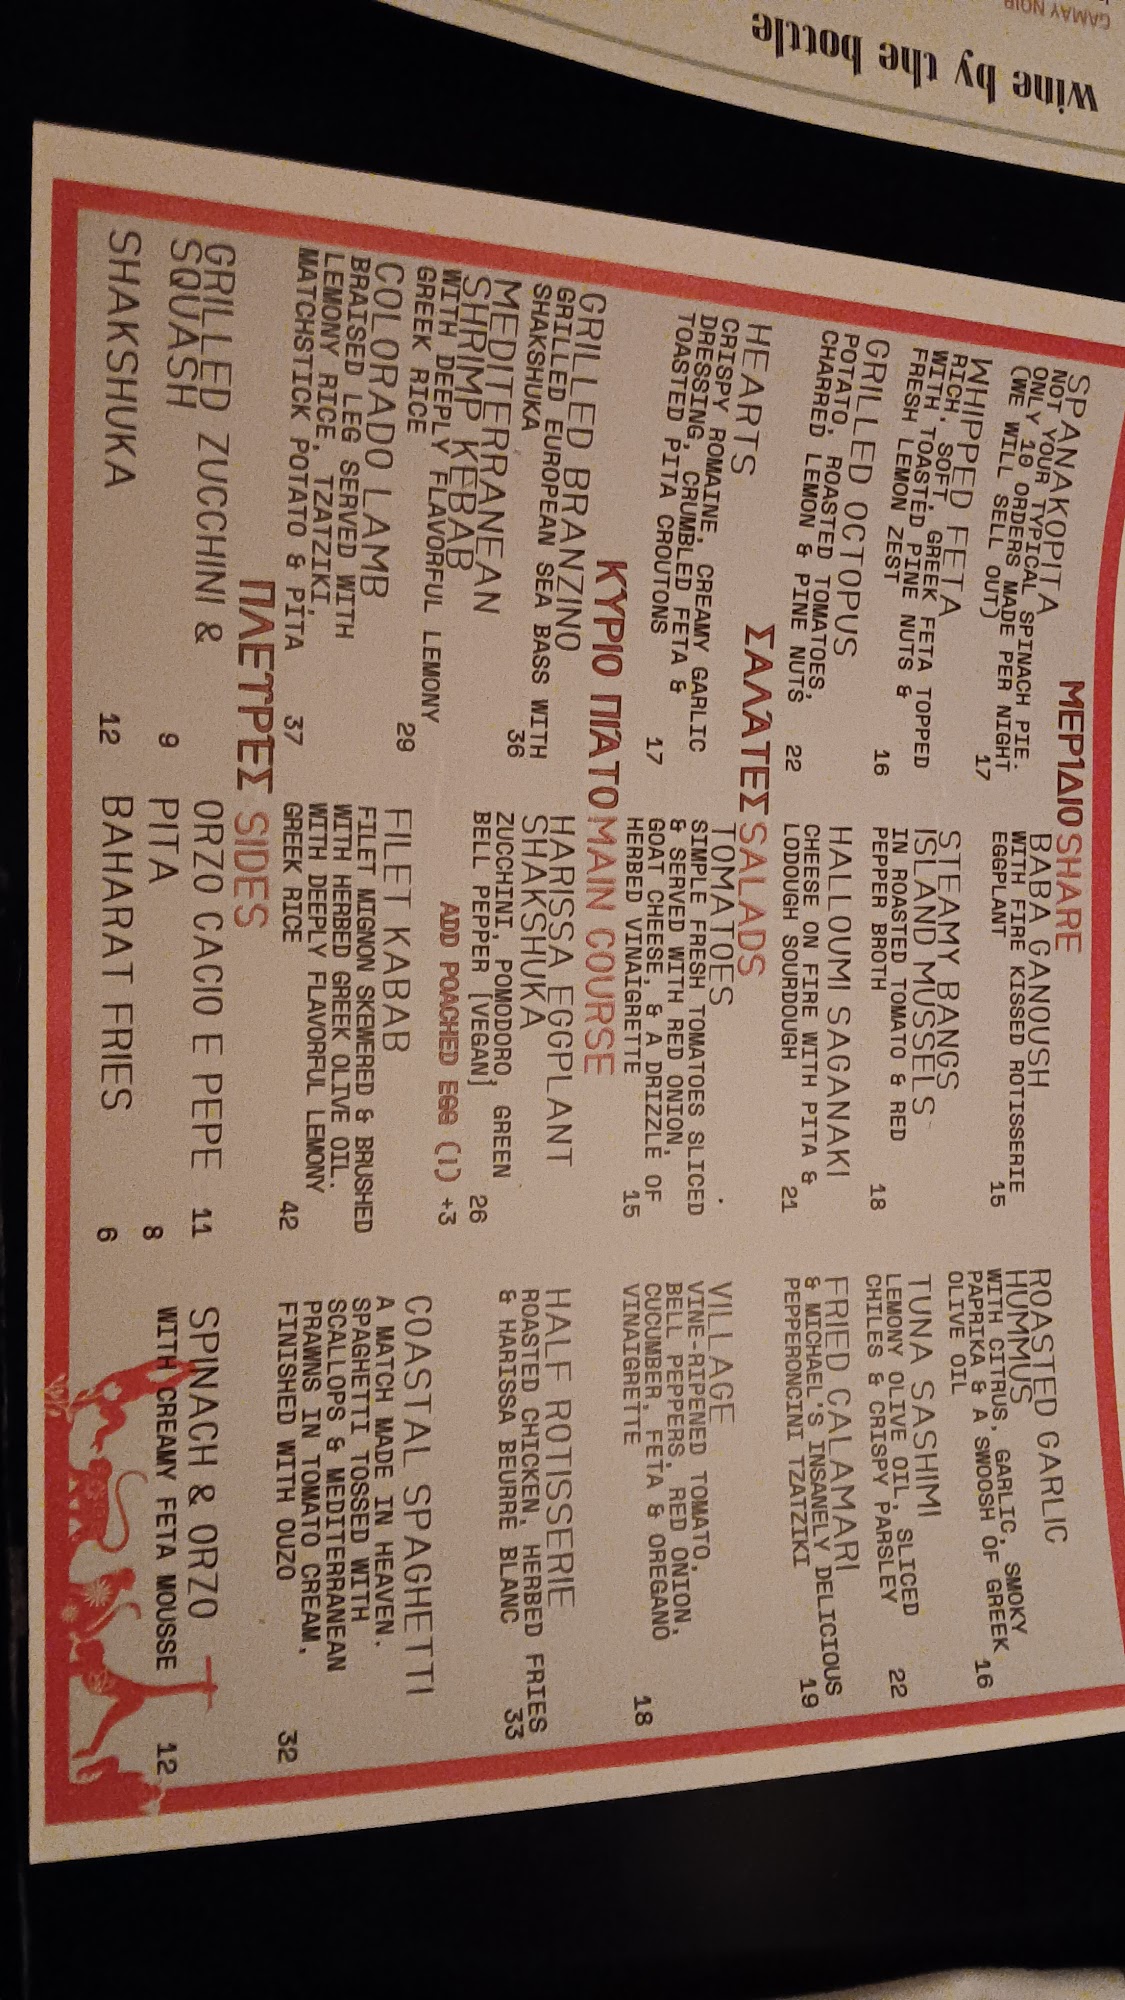 GAMAY NOIR
wine by the bottle
ΜΕΡΊΔΙΟ SHARE
SPANAKOPITA
NOT YOUR TYPICAL SPINACH PIE.
ONLY 10 ORDERS MADE PER NIGHT
(WE WILL SELL OUT) 17
WHIPPED FETA
RICH, SOFT, GREEK FETA TOPPED
WITH TOASTED PINE NUTS &
FRESH LEMON ZEST 16
GRILLED OCTOPUS
POTATO, ROASTED TOMATOES,
CHARRED LEMON & PINE NUTS 22
BABA GANOUSH
WITH FIRE KISSED ROTISSERIE
EGGPLANT 15
STEAMY BANGS
ISLAND MUSSELS
IN ROASTED TOMATO & RED
PEPPER BROTH 18
HALLOUMI SAGANAKI
CHEESE ON FIRE WITH PITA &
LODOUGH SOURDOUGH 21
ROASTED GARLIC
HUMMUS
WITH CITRUS, GARLIC, SMOKY
PAPRIKA & A SWOOSH OF GREEK
OLIVE OIL 16
TUNA SASHIMI
LEMONY OLIVE OIL, SLICED
CHILES & CRISPY PARSLEY 22
FRIED CALAMARI
& MICHAEL'S INSANELY DELICIOUS
PEPPERONCINI TZATZIKI 19
ΣΑΛΆΤΕΣ SALADS
HEARTS
CRISPY ROMAINE, CREAMY GARLIC
DRESSING, CRUMBLED FETA &
TOASTED PITA CROUTONS 17
TOMATOES
SIMPLE FRESH TOMATOES SLICED
& SERVED WITH RED ONION,
GOAT CHEESE, & A DRIZZLE OF
HERBED VINAIGRETTE 15
VILLAGE
VINE-RIPENED TOMATO,
BELL PEPPERS, RED ONION,
CUCUMBER, FETA & OREGANO
VINAIGRETTE 18
ΚΎΡΙΟ ΠΙΆΤΟ MAIN COURSE
GRILLED BRANZINO
GRILLED EUROPEAN SEA BASS WITH
SHAKSHUKA 36
MEDITERRANEAN
SHRIMP KEBAB
WITH DEEPLY FLAVORFUL LEMONY
GREEK RICE 29
COLORADO LAMB
BRAISED LEG SERVED WITH
LEMONY RICE, TZATZIKI,
MATCHSTICK POTATO & PITA 37
HARISSA EGGPLANT
SHAKSHUKA
ZUCCHINI, POMODORO, GREEN
BELL PEPPER [VEGAN] 26
ADD POACHED EGG (1) +3
FILET KABAB
FILET MIGNON SKEWERED & BRUSHED
WITH HERBED GREEK OLIVE OIL.
WITH DEEPLY FLAVORFUL LEMONY
GREEK RICE 42
HALF ROTISSERIE
ROASTED CHICKEN, HERBED FRIES
& HARISSA BEURRE BLANC 33
COASTAL SPAGHETTI
A MATCH MADE IN HEAVEN.
SPAGHETTI TOSSED WITH
SCALLOPS & MEDITERRANEAN
PRAWNS IN TOMATO CREAM,
FINISHED WITH OUZO 32
ΠΛΕΥΡΈΣ SIDES
GRILLED ZUCCHINI &
SQUASH 9
SHAKSHUKA 12
ORZO CACIO E PEPE 11
PITA 8
BAHARAT FRIES 6
SPINACH & ORZO
WITH CREAMY FETA MOUSSE 12